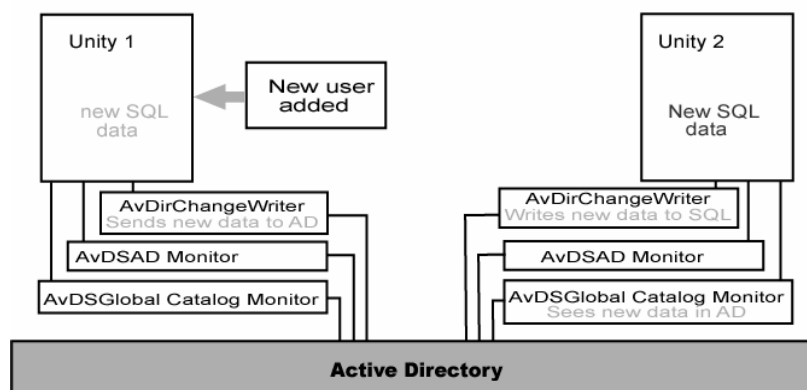 Unity 1
new SQL
data
New user
added
Unity 2
New SQL
data
AvDirChangeWriter
Sends new data to AD
AvDSAD Monitor
AvDSGlobal Catalog Monitor
AvDirChangeWriter
Writes new data to SQL
AvDSAD Monitor
AvDSGlobal Catalog Monitor
Sees new data in AD
Active Directory